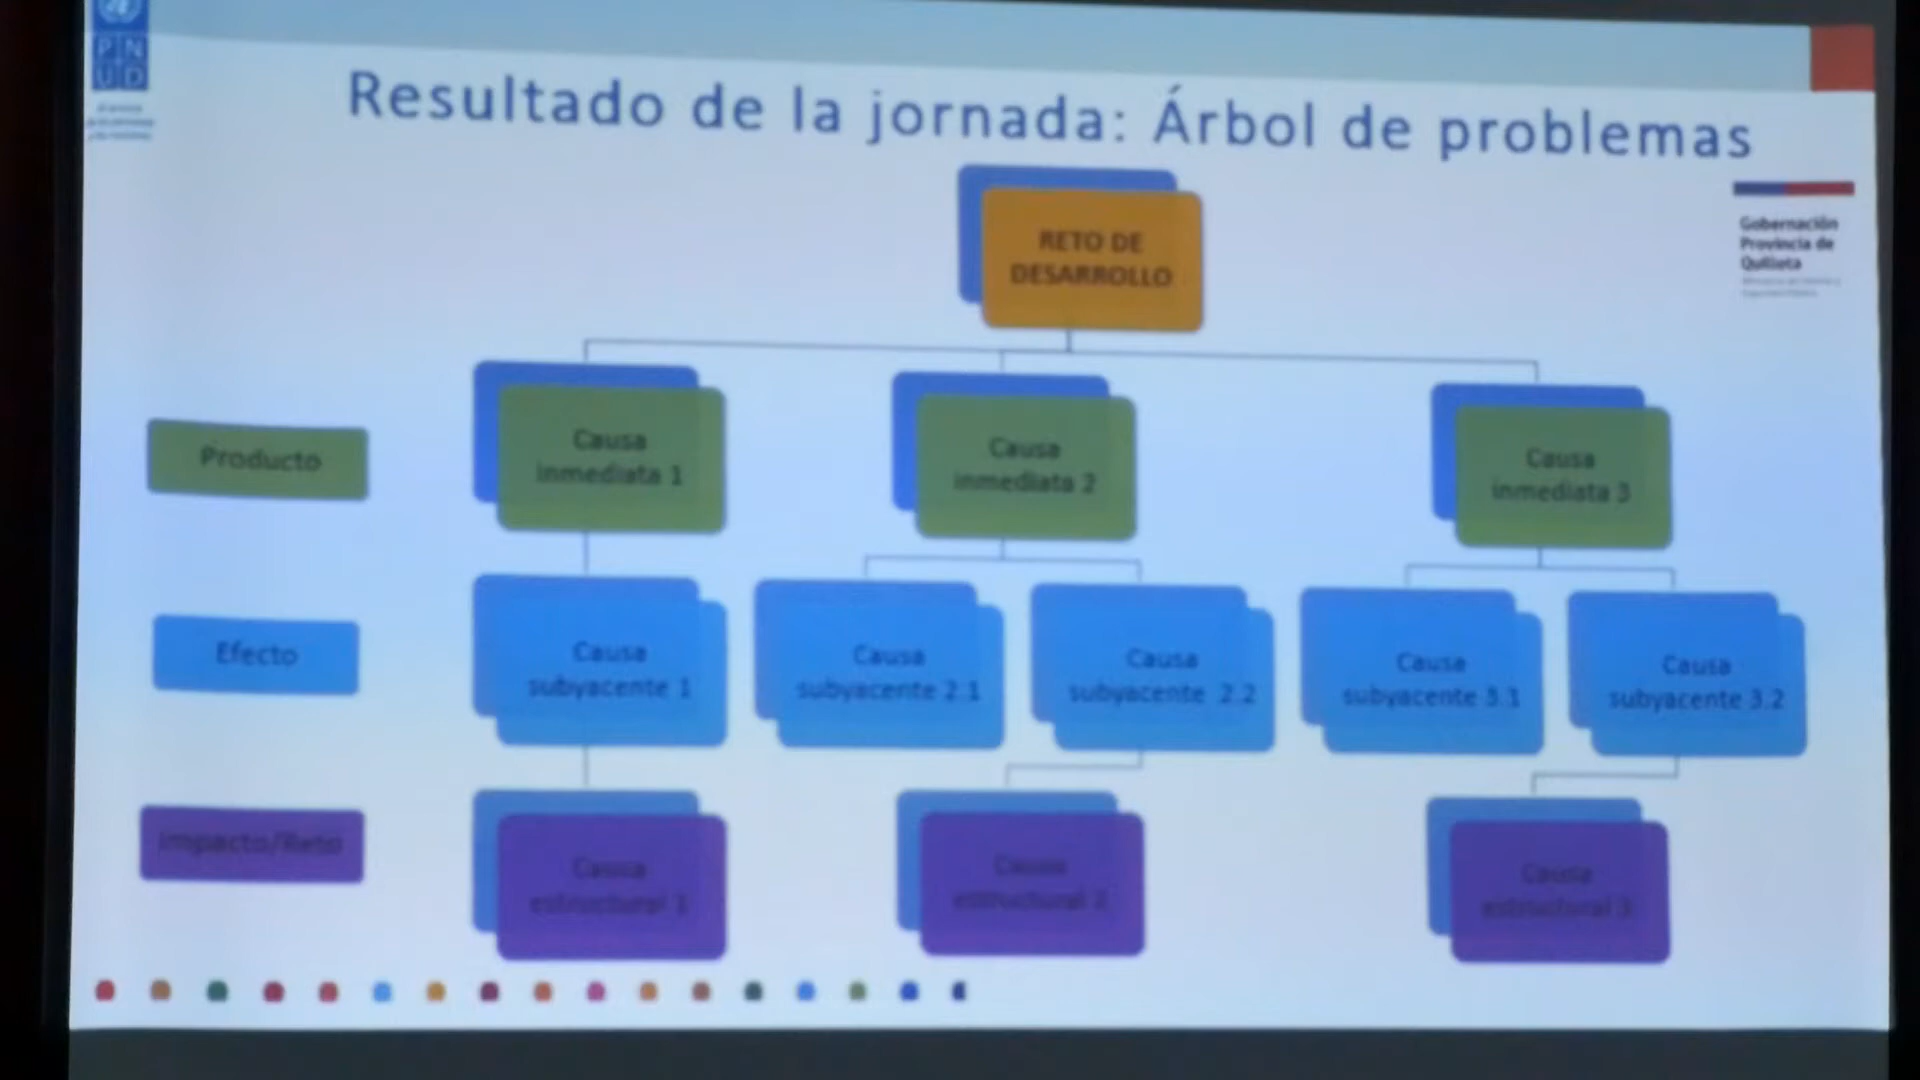 PN
UD
Resultado de la jornada: Árbol de problemas
Gobernación
Provincia de
Quillota
RETO DE
DESARROLLO
Producto
Causa
inmediata 1
Causa
inmediata 2
Causa
inmediata 3
Efecto
Causa
subyacente 1
Causa
subyacente 2.1
Causa
subyacente 2.2
Causa
subyacente 3.1
Causa
subyacente 3.2
Impacto/Reto
Causa
estructural 1
Causa
estructural 2
Causa
estructural 3